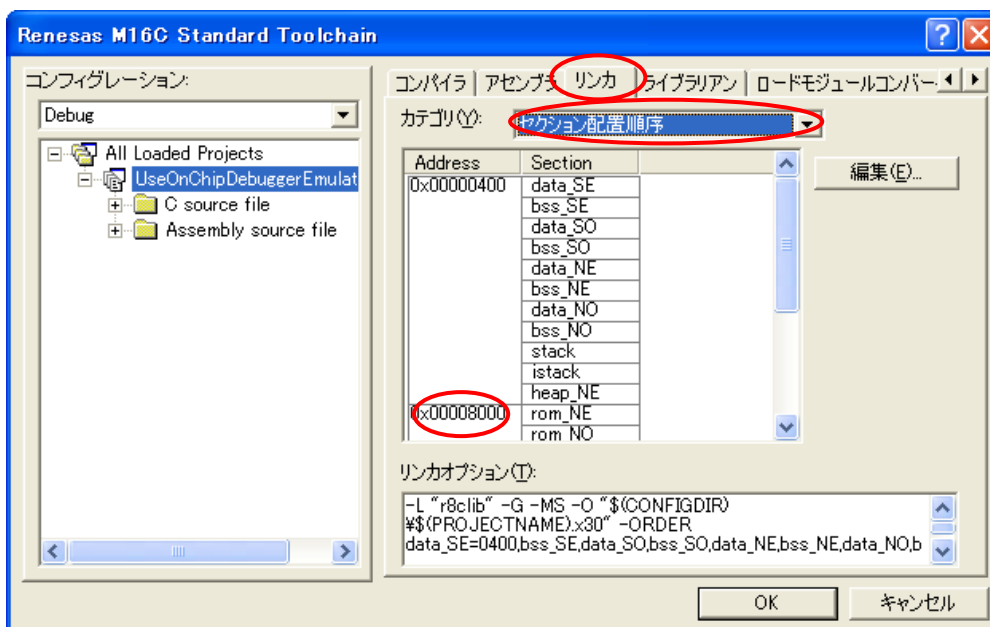 Renesas M16C Standard Toolchain
コンフィグレーション:
Debug
All Loaded Projects
UseOnChipDebuggerEmulat
C source file
Assembly source file
コンパイラ
アセンブラ
リンカ
ライブラリアン
ロードモジュールコンバー
カテゴリ(Y):
セクション配置順序
Address Section
0x00000400 data_SE
bss_SE
data_SO
bss_SO
data_NE
bss_NE
data_NO
bss_NO
stack
istack
heap_NE
0x00008000 rom_NE
rom_NO
編集(E)...
リンカオプション(T):
-L "r8clib" -G -MS -O "$(CONFIGDIR)
¥$(PROJECTNAME).x30" -ORDER
data_SE=0400,bss_SE,data_SO,bss_SO,data_NE,bss_NE,data_NO,b
OK
キャンセル